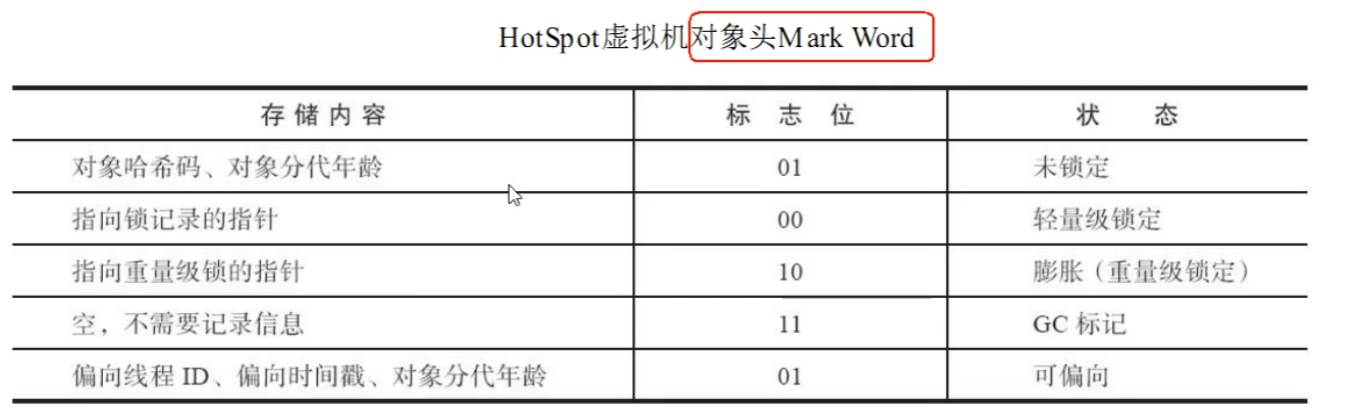 HotSpot虚拟机对象头Mark Word
存储内容 标志位 状态
对象哈希码、对象分代年龄 01 未锁定
指向锁记录的指针 00 轻量级锁定
指向重量级锁的指针 10 膨胀（重量级锁定）
空，不需要记录信息 11 GC 标记
偏向线程 ID、偏向时间戳、对象分代年龄 01 可偏向